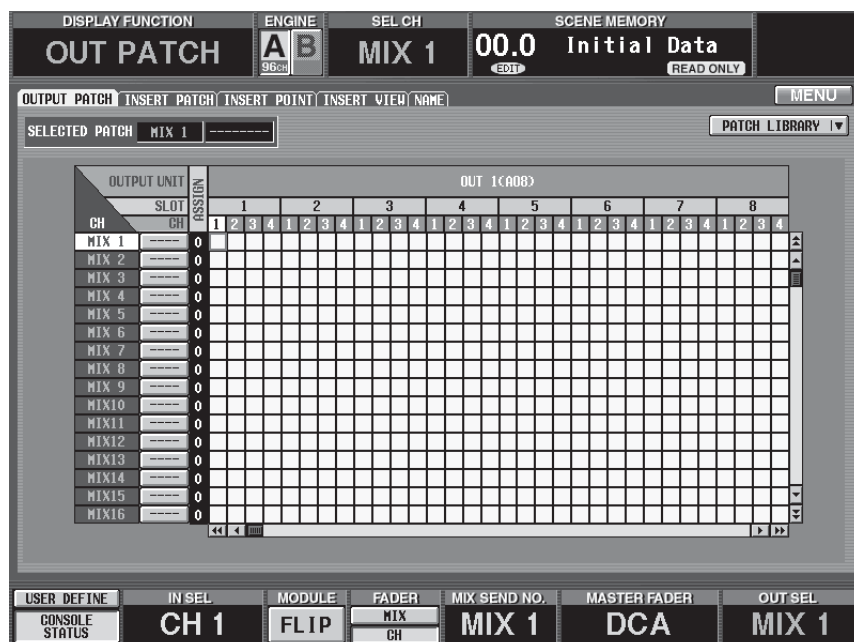 DISPLAY FUNCTION ENGINE SEL CH SCENE MEMORY
OUT PATCH A B MIX 1 00.0 Initial Data
96CH EDIT READ ONLY
OUTPUT PATCH INSERT PATCH INSERT POINT INSERT VIEW NAME MENU
SELECTED PATCH MIX 1 -------- PATCH LIBRARY
OUTPUT UNIT ASSIGN OUT 1(AO8)
SLOT 1 2 3 4 5 6 7 8
CH CH 1 2 3 4 1 2 3 4 1 2 3 4 1 2 3 4 1 2 3 4 1 2 3 4 1 2 3 4 1 2 3 4
MIX 1 ---- 0
MIX 2 ---- 0
MIX 3 ---- 0
MIX 4 ---- 0
MIX 5 ---- 0
MIX 6 ---- 0
MIX 7 ---- 0
MIX 8 ---- 0
MIX 9 ---- 0
MIX10 ---- 0
MIX11 ---- 0
MIX12 ---- 0
MIX13 ---- 0
MIX14 ---- 0
MIX15 ---- 0
MIX16 ---- 0
USER DEFINE IN SEL MODULE FADER MIX SEND NO. MASTER FADER OUT SEL
CONSOLE STATUS CH 1 FLIP MIX CH MIX 1 DCA MIX 1